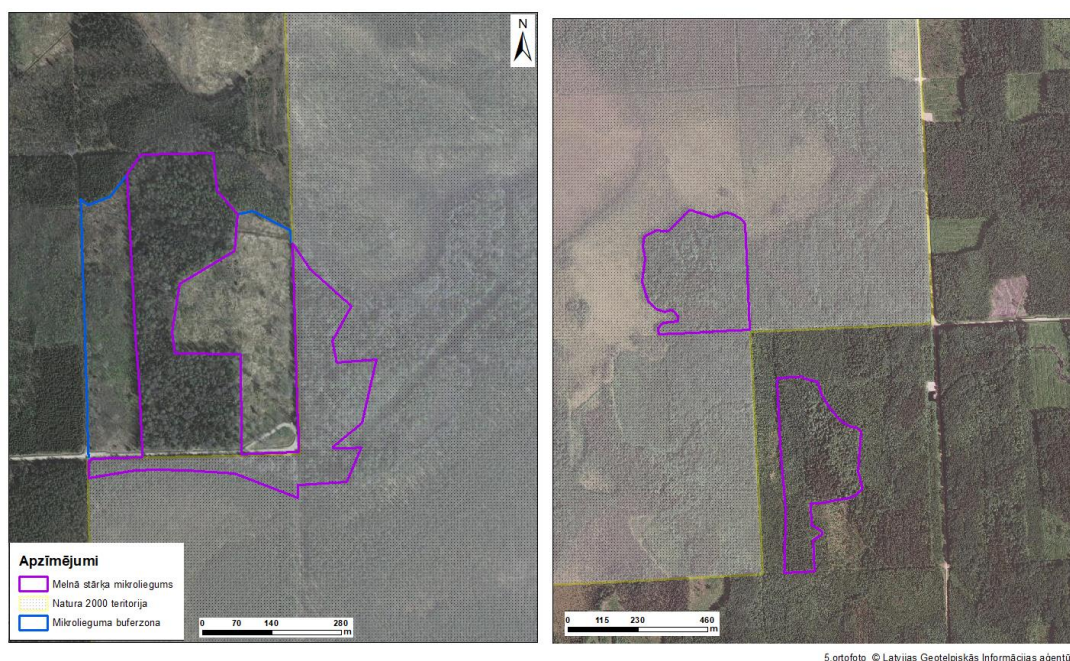 N
Apzīmējumi
Melnā stārķa mikroliegums
Natura 2000 teritorija
Mikrolieguma buferzona
0 70 140 280
m
0 115 230 460
m
5.ortofoto © Latvijas Ģeotelpiskās Informācijas aģentū